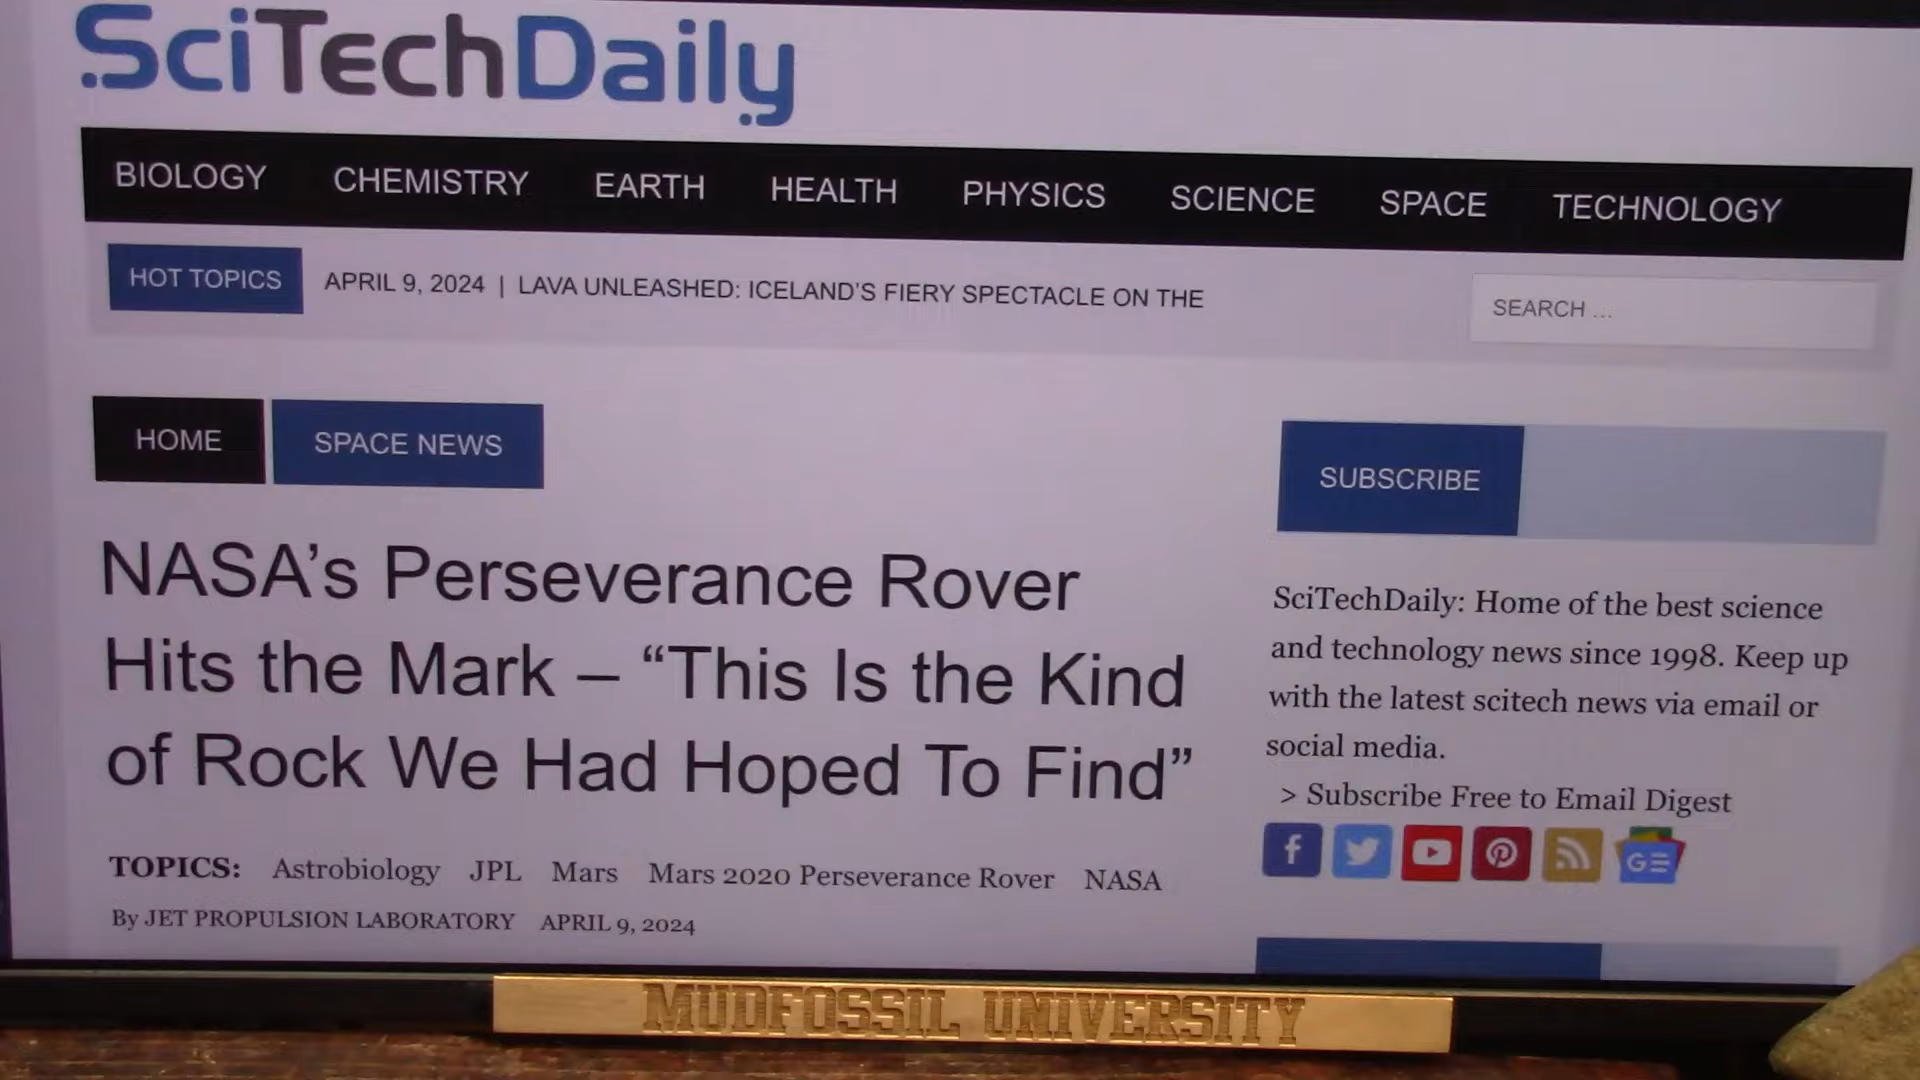 SciTechDaily
BIOLOGY CHEMISTRY EARTH HEALTH PHYSICS SCIENCE SPACE TECHNOLOGY
HOT TOPICS APRIL 9, 2024 | LAVA UNLEASHED: ICELAND'S FIERY SPECTACLE ON THE
SEARCH ...
HOME SPACE NEWS
NASA's Perseverance Rover
Hits the Mark – “This Is the Kind
of Rock We Had Hoped To Find”
TOPICS: Astrobiology JPL Mars Mars 2020 Perseverance Rover NASA
By JET PROPULSION LABORATORY APRIL 9, 2024
SUBSCRIBE
SciTechDaily: Home of the best science
and technology news since 1998. Keep up
with the latest scitech news via email or
social media.
> Subscribe Free to Email Digest
MUDFOSSIL UNIVERSITY